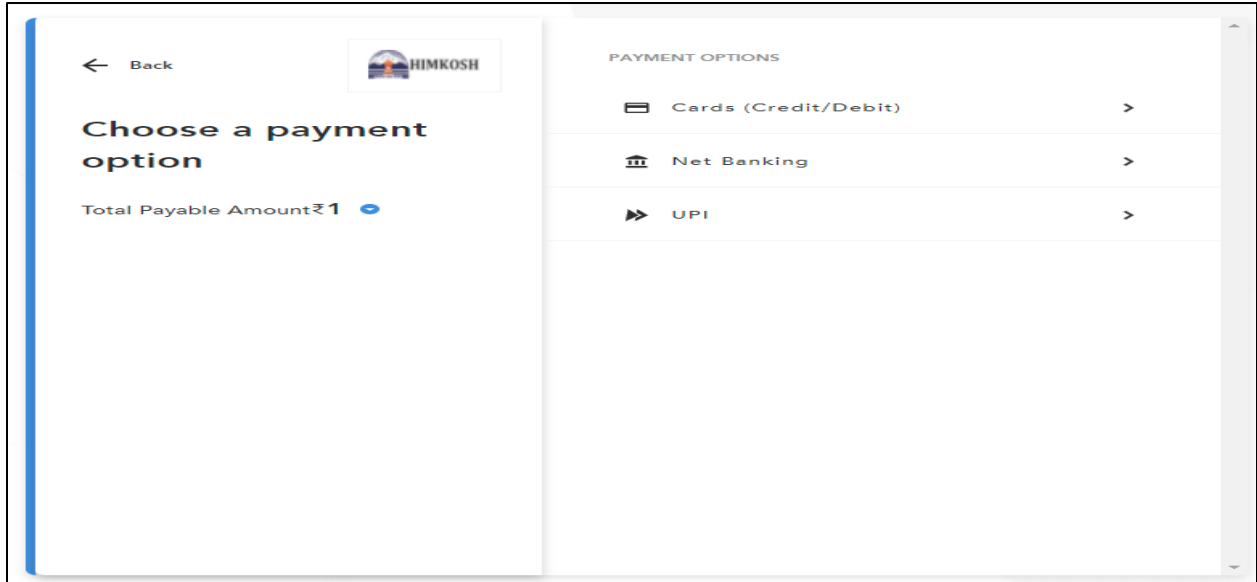 Back
HIMKOSH
Choose a payment
option
Total Payable Amount₹1
PAYMENT OPTIONS
Cards (Credit/Debit)
Net Banking
UPI